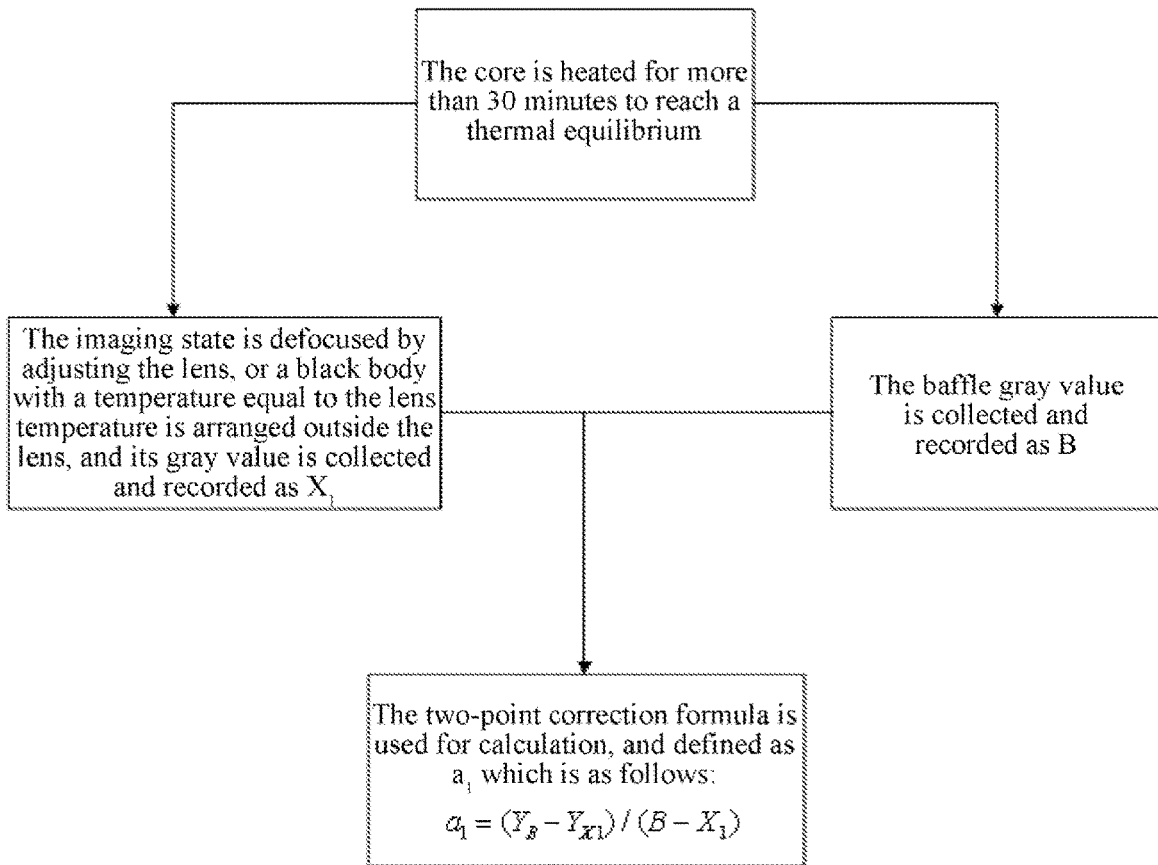 The core is heated for more
than 30 minutes to reach a
thermal equilibrium
The imaging state is defocused by
adjusting the lens, or a black body
with a temperature equal to the lens
temperature is arranged outside the
lens, and its gray value is collected
and recorded as X₁
The baffle gray value
is collected and
recorded as B
The two-point correction formula is
used for calculation, and defined as
a₁ which is as follows:
a₁ = (Y_B − Y_X1) / (B − X₁)